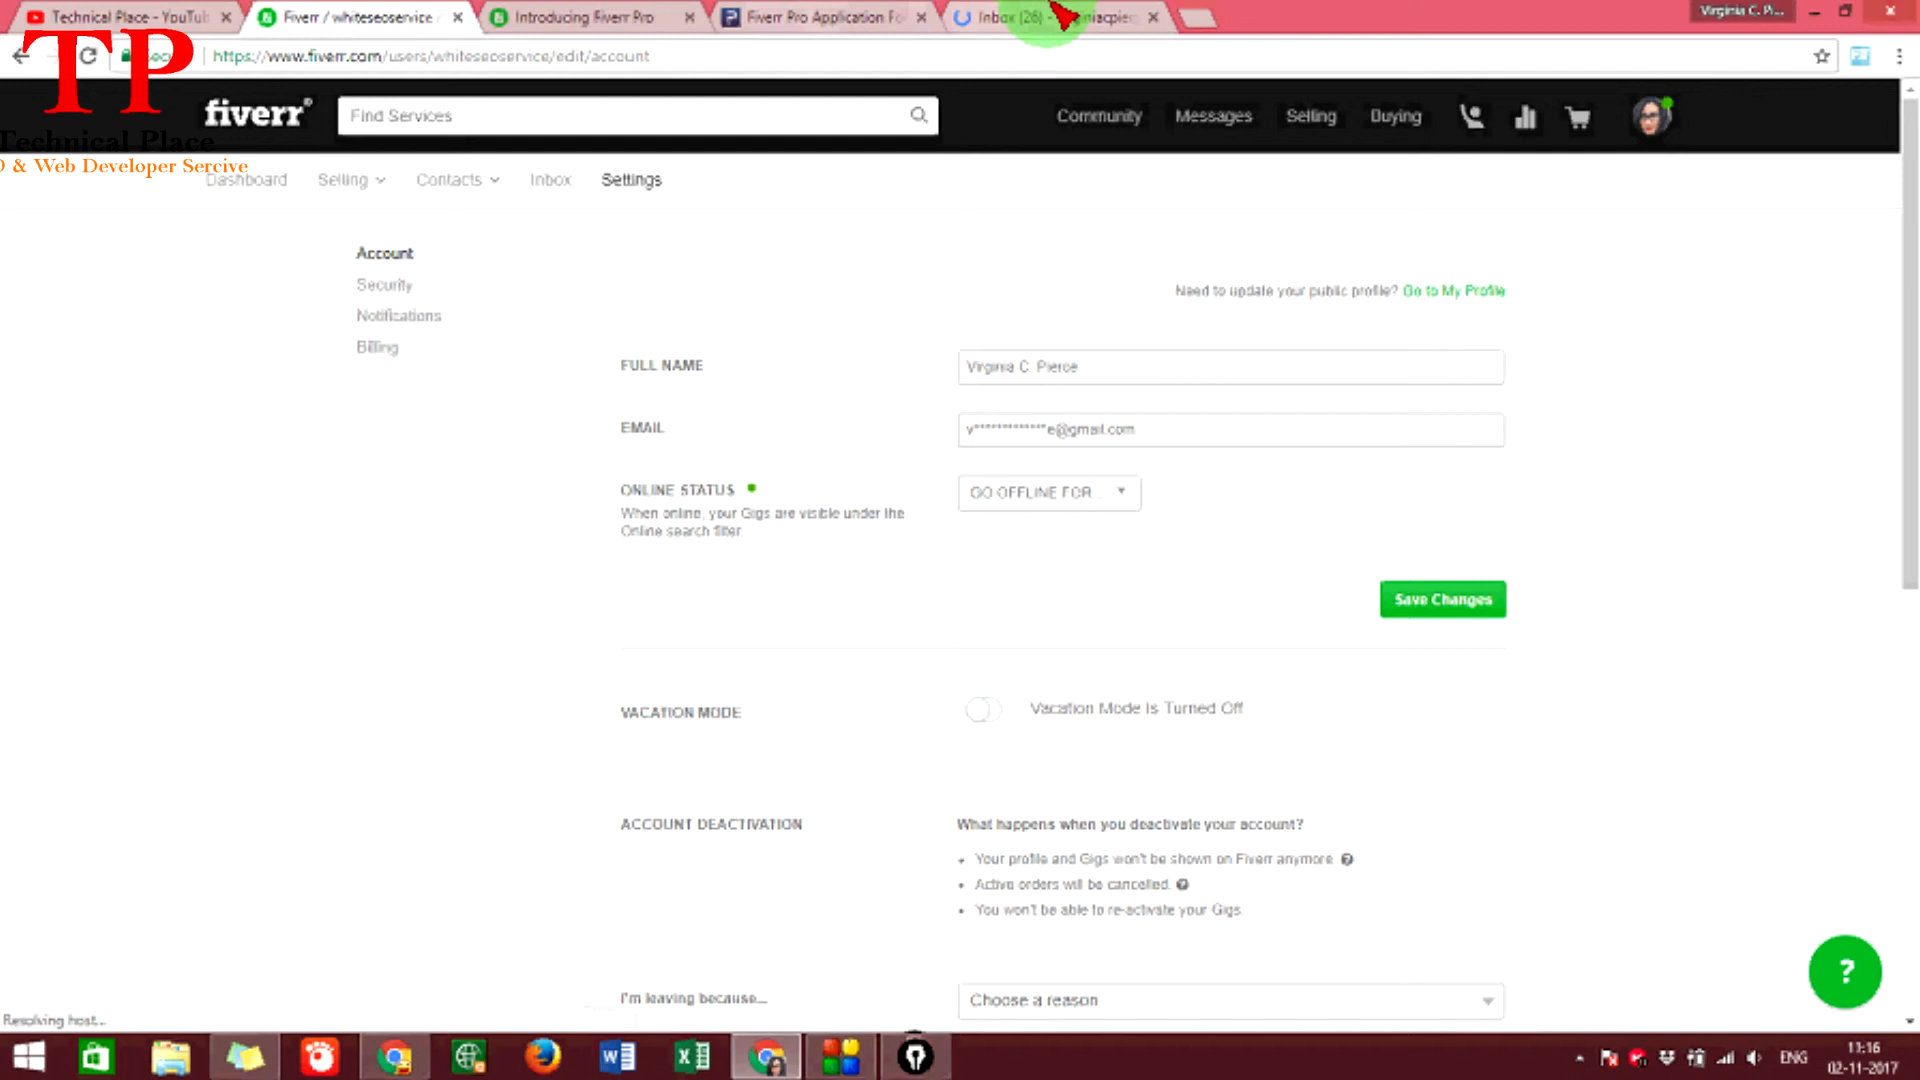 Technical Place - YouTub
Fiverr / whiteseoservice
Introducing Fiverr Pro
Fiverr Pro Application Fo
Inbox (26) -
Virginia C. Pi...
https://www.fiverr.com/users/whiteseoservice/edit/account
TP
Technical Place
& Web Developer Sercive
fiverr®
Find Services
Community
Messages
Selling
Buying
Dashboard
Selling
Contacts
Inbox
Settings
Account
Security
Notifications
Billing
Need to update your public profile? Go to My Profile
FULL NAME
Virginia C. Pierce
EMAIL
v*************e@gmail.com
ONLINE STATUS
GO OFFLINE FOR...
When online, your Gigs are visible under the
Online search filter
Save Changes
VACATION MODE
Vacation Mode Is Turned Off
ACCOUNT DEACTIVATION
What happens when you deactivate your account?
• Your profile and Gigs won't be shown on Fiverr anymore. ?
• Active orders will be cancelled. ?
• You won't be able to re-activate your Gigs.
I'm leaving because...
Choose a reason
?
Resolving host...
ENG
11:16
02-11-2017